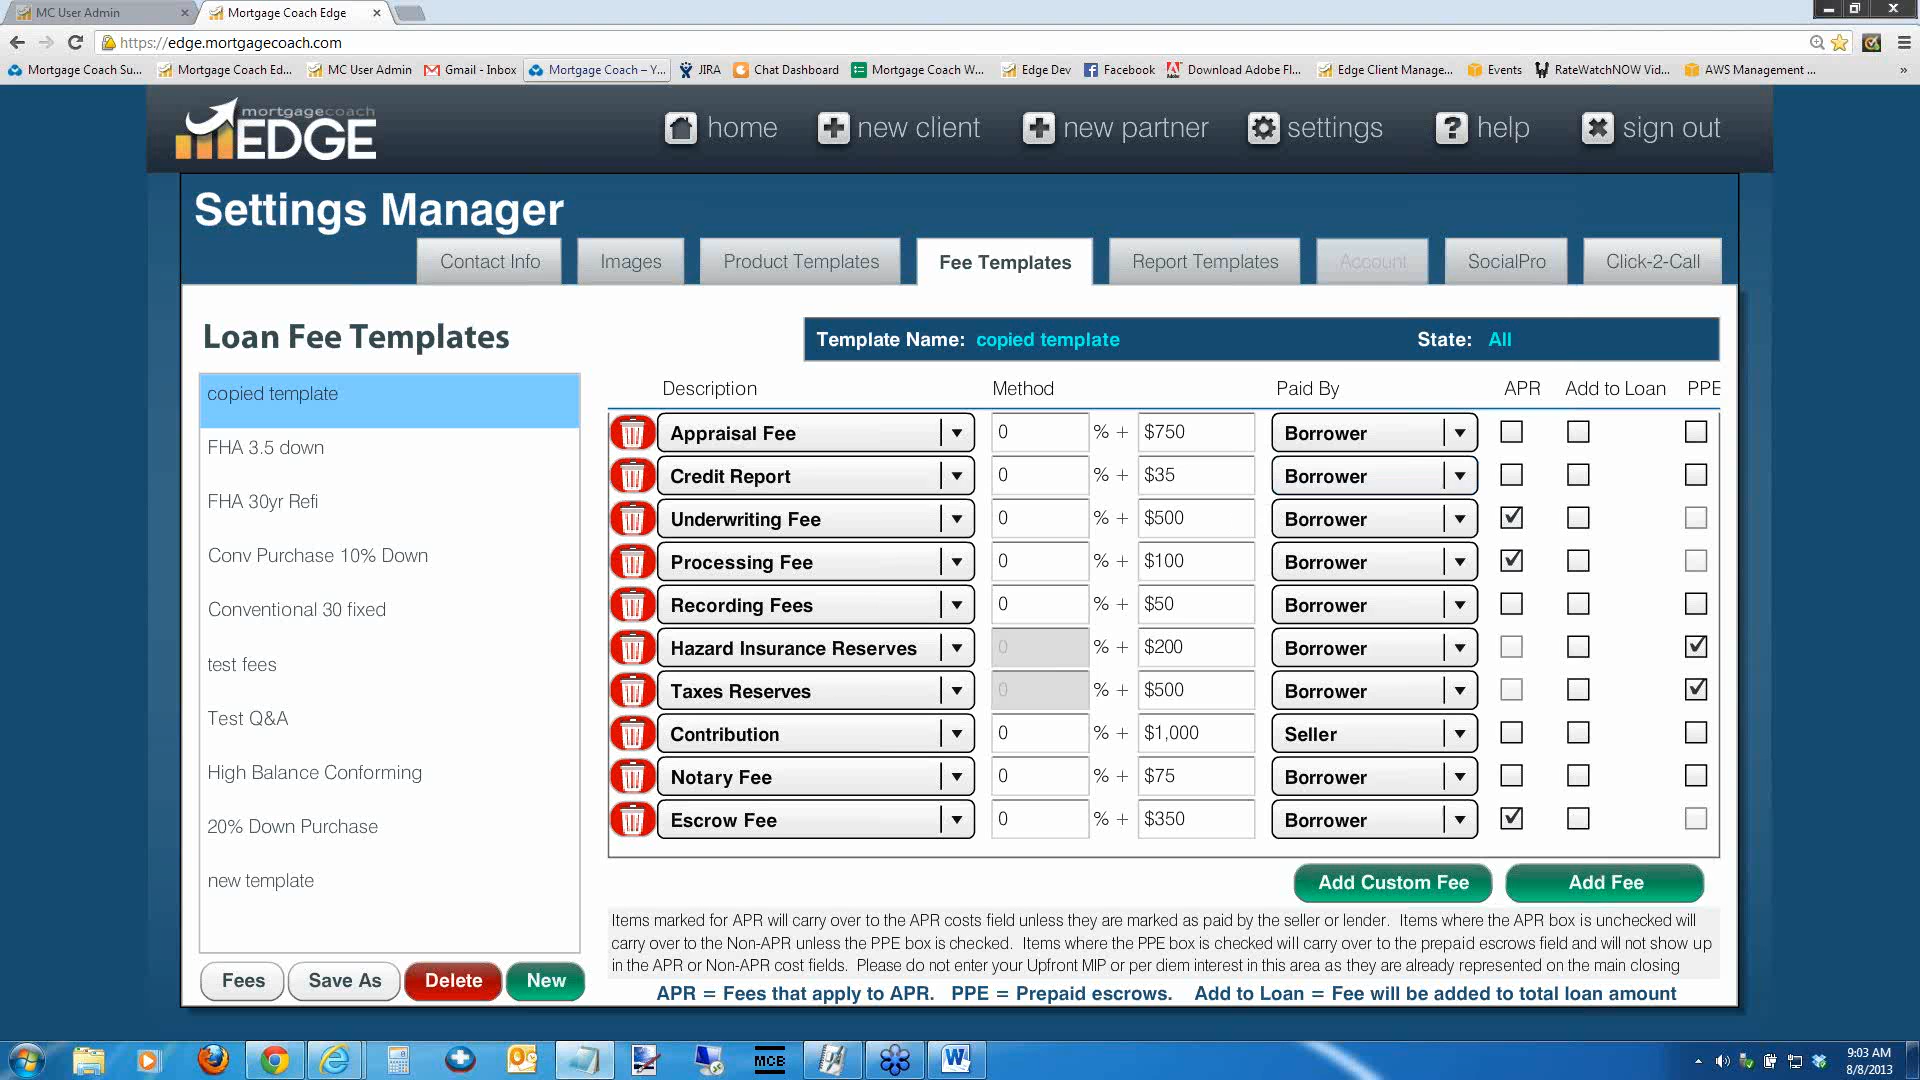 MC User Admin
Mortgage Coach Edge
https://edge.mortgagecoach.com
Mortgage Coach Su...
Mortgage Coach Ed...
MC User Admin
Gmail - Inbox
Mortgage Coach – Y...
JIRA
Chat Dashboard
Mortgage Coach W...
Edge Dev
Facebook
Download Adobe Fl...
Edge Client Manage...
Events
RateWatchNOW Vid...
AWS Management ...
»
mortgagecoach
EDGE
home
new client
new partner
settings
help
sign out
Settings Manager
Contact Info
Images
Product Templates
Fee Templates
Report Templates
Account
SocialPro
Click-2-Call
Loan Fee Templates
Template Name: copied template State: All
copied template
FHA 3.5 down
FHA 30yr Refi
Conv Purchase 10% Down
Conventional 30 fixed
test fees
Test Q&A
High Balance Conforming
20% Down Purchase
new template
Fees
Save As
Delete
New
Description Method Paid By APR Add to Loan PPE
Appraisal Fee 0 % + $750 Borrower
Credit Report 0 % + $35 Borrower
Underwriting Fee 0 % + $500 Borrower
Processing Fee 0 % + $100 Borrower
Recording Fees 0 % + $50 Borrower
Hazard Insurance Reserves 0 % + $200 Borrower
Taxes Reserves 0 % + $500 Borrower
Contribution 0 % + $1,000 Seller
Notary Fee 0 % + $75 Borrower
Escrow Fee 0 % + $350 Borrower
Add Custom Fee
Add Fee
Items marked for APR will carry over to the APR costs field unless they are marked as paid by the seller or lender. Items where the APR box is unchecked will
carry over to the Non-APR unless the PPE box is checked. Items where the PPE box is checked will carry over to the prepaid escrows field and will not show up
in the APR or Non-APR cost fields. Please do not enter your Upfront MIP or per diem interest in this area as they are already represented on the main closing
APR = Fees that apply to APR. PPE = Prepaid escrows. Add to Loan = Fee will be added to total loan amount
MCB
9:03 AM
8/8/2013